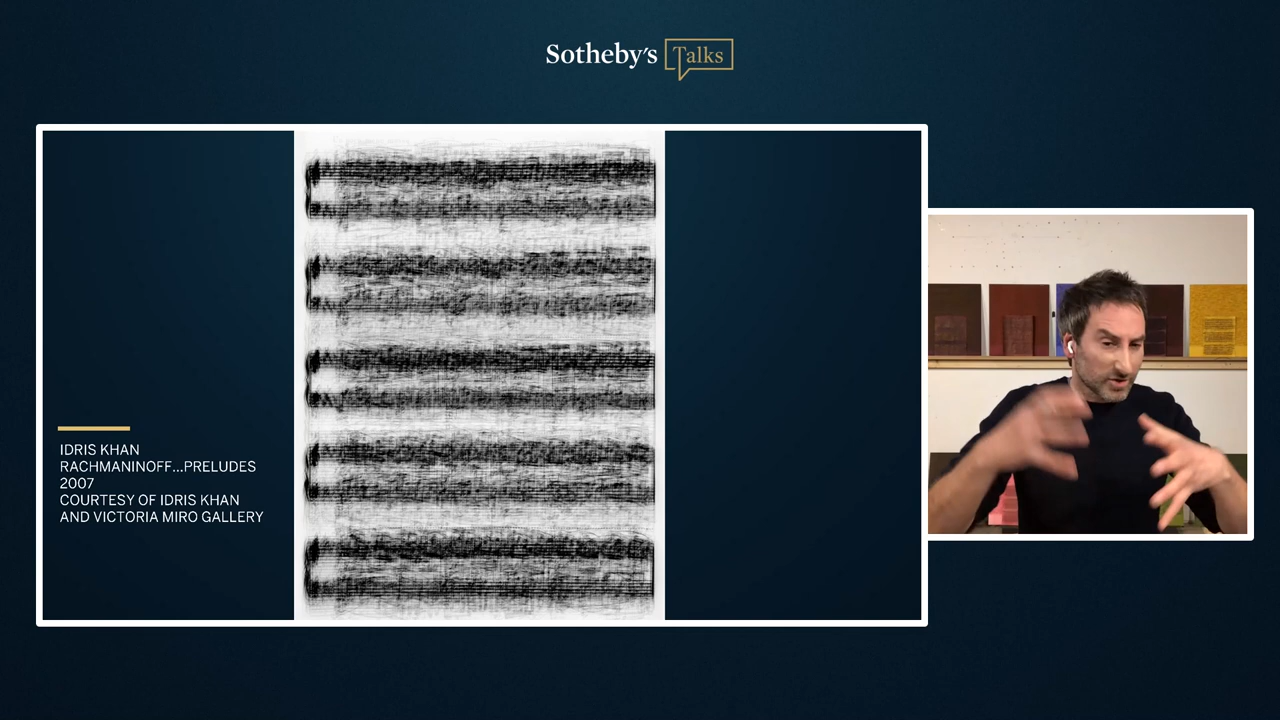 Sotheby's Talks
IDRIS KHAN
RACHMANINOFF...PRELUDES
2007
COURTESY OF IDRIS KHAN
AND VICTORIA MIRO GALLERY